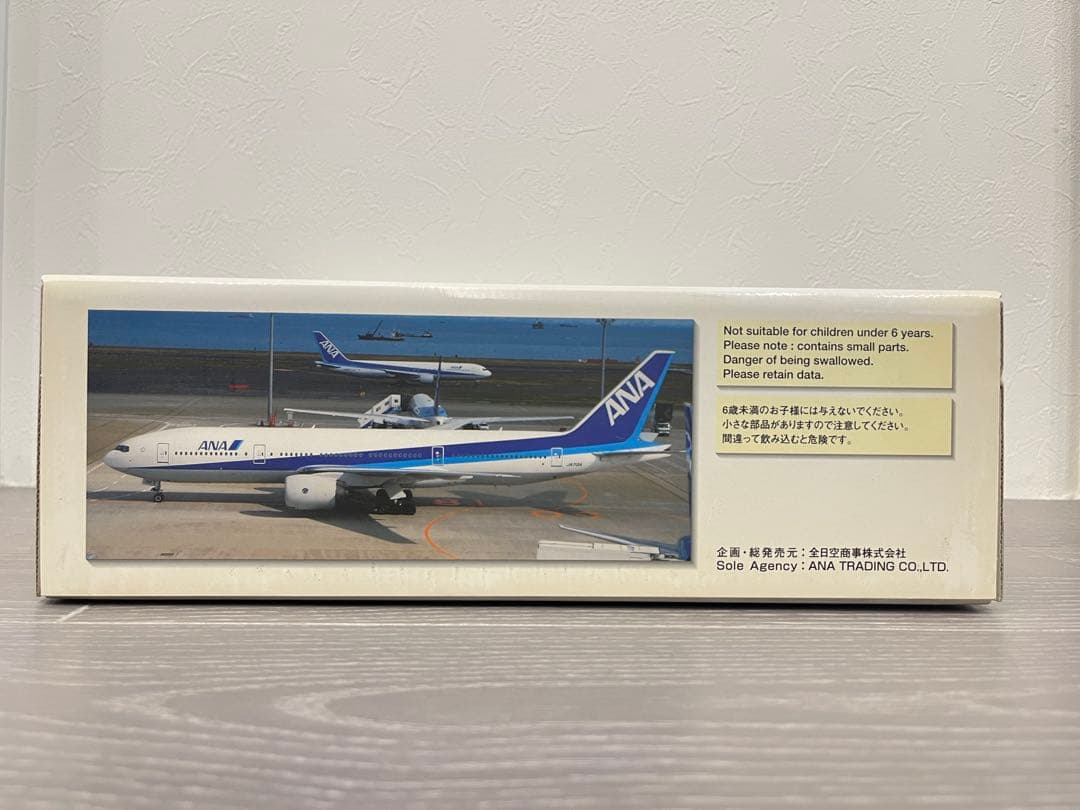 ANA
ANA
ANA
Not suitable for children under 6 years.
Please note : contains small parts.
Danger of being swallowed.
Please retain data.
6歳未満のお子様には与えないでください。
小さな部品がありますので注意してください。
間違って飲み込むと危険です。
企画・総発売元：全日空商事株式会社
Sole Agency : ANA TRADING CO.,LTD.